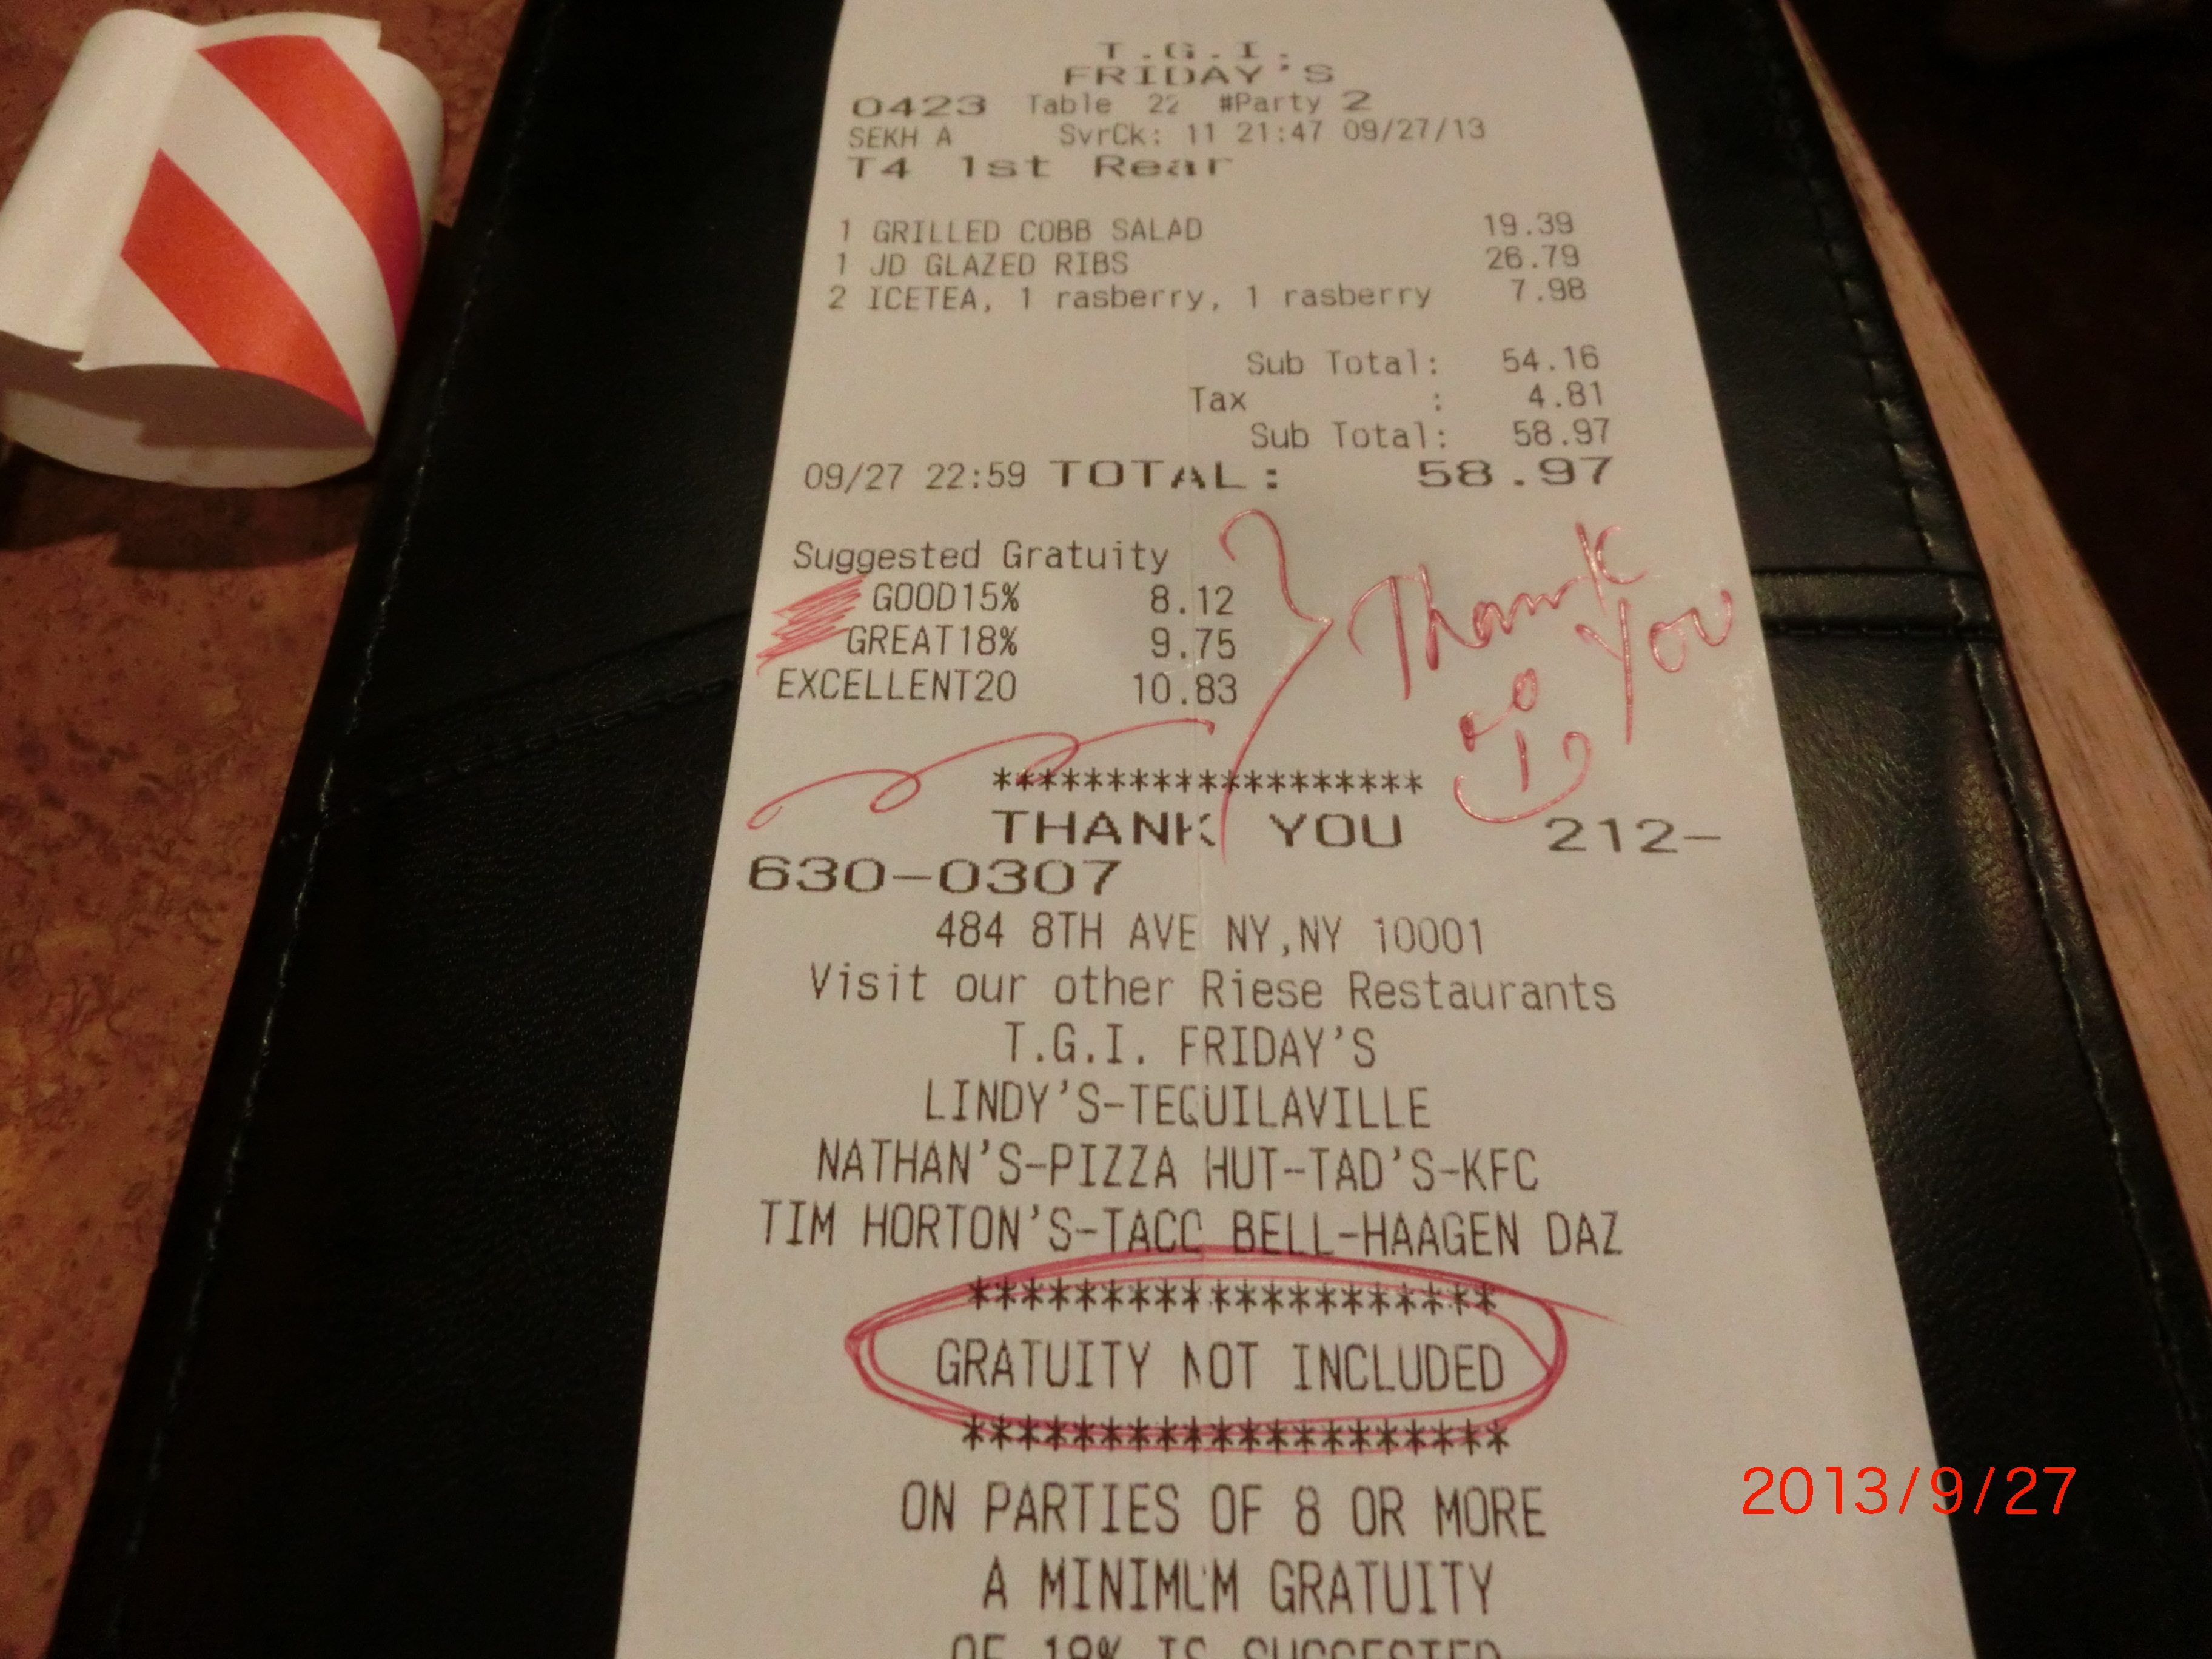 T.G.I.
FRIDAY'S
0423 Table 22 #Party 2
SEKH A SvrCk: 11 21:47 09/27/13
T4 1st Rear
1 GRILLED COBB SALAD 19.39
1 JD GLAZED RIBS 26.79
2 ICETEA, 1 rasberry, 1 rasberry 7.98
Sub Total: 54.16
Tax : 4.81
Sub Total: 58.97
09/27 22:59 TOTAL: 58.97
Suggested Gratuity
GOOD15% 8.12
GREAT18% 9.75
EXCELLENT20 10.83
Thank
You
*******************
THANK YOU 212-
630-0307
484 8TH AVE NY,NY 10001
Visit our other Riese Restaurants
T.G.I. FRIDAY'S
LINDY'S-TEQUILAVILLE
NATHAN'S-PIZZA HUT-TAD'S-KFC
TIM HORTON'S-TACO BELL-HAAGEN DAZ
********************
GRATUITY NOT INCLUDED
********************
ON PARTIES OF 8 OR MORE
A MINIMUM GRATUITY
OF 18% IS SUGGESTED
2013/9/27